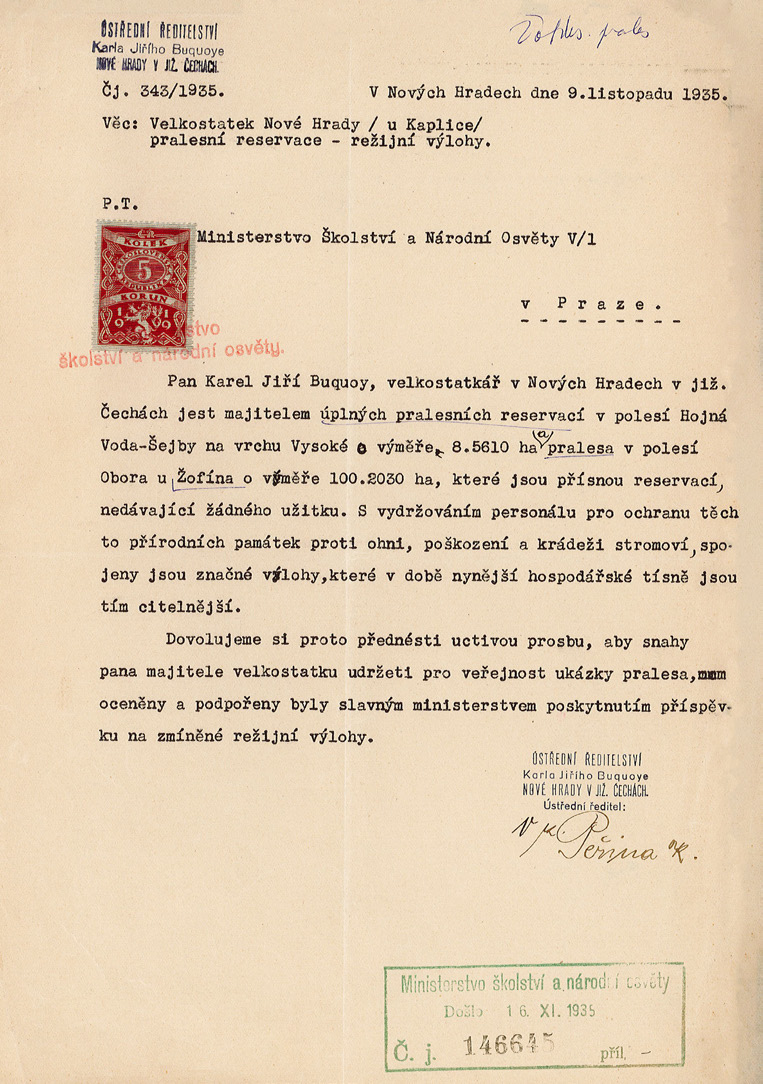 ÚSTŘEDNÍ ŘEDITELSTVÍ
Karla Jiřího Buquoye
NOVÉ HRADY V JIŽ. ČECHÁCH.
Žofín. prales
Čj. 343/1935.
V Nových Hradech dne 9.listopadu 1935.
Věc: Velkostatek Nové Hrady / u Kaplice/
pralesní reservace - režijní výlohy.
P.T.
KOLEK
ČESKOSLOVENSKÁ
5
REPUBLIKA
KORUN
1919
Ministerstvo Školství a Národní Osvěty V/1
v Praze.
stvo
školství a národní osvěty.
Pan Karel Jiří Buquoy, velkostatkář v Nových Hradech v již.
Čechách jest majitelem úplných pralesních reservací v polesí Hojná
Voda-Šejby na vrchu Vysoké o výměře 8.5610 ha a pralesa v polesí
Obora u Žofína o výměře 100.2030 ha, které jsou přísnou reservací,
nedávající žádného užitku. S vydržováním personálu pro ochranu těch
to přírodních památek proti ohni, poškození a krádeži stromoví, spo-
jeny jsou značné výlohy,které v době nynější hospodářské tísně jsou
tím citelnější.
Dovolujeme si proto přednésti uctivou prosbu, aby snahy
pana majitele velkostatku udržeti pro veřejnost ukázky pralesa,
oceněny a podpořeny byly slavným ministerstvem poskytnutím příspěv-
ku na zmíněné režijní výlohy.
ÚSTŘEDNÍ ŘEDITELSTVÍ
Karla Jiřího Buquoye
NOVÉ HRADY V JIŽ. ČECHÁCH.
Ústřední ředitel:
Peřina
Ministerstvo školství a národní osvěty
Došlo 16. XI. 1935
Č. j. 146645 příl. -